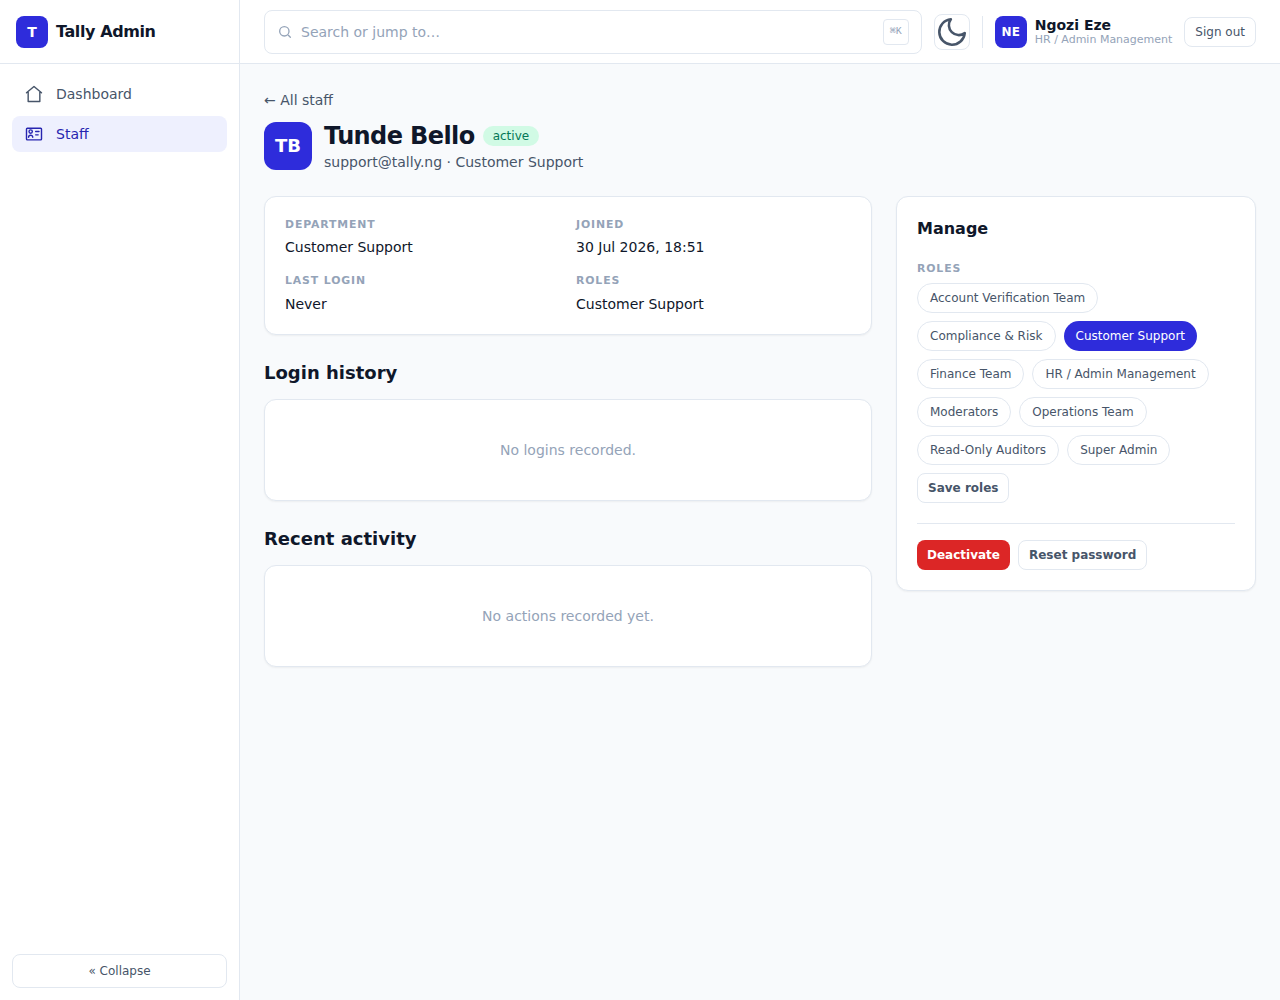 T Tally Admin
Search or jump to...
⌘K
NE
Ngozi Eze
HR / Admin Management
Sign out
Dashboard
Staff
← All staff
TB
Tunde Bello active
support@tally.ng · Customer Support
DEPARTMENT
Customer Support
JOINED
30 Jul 2026, 18:51
LAST LOGIN
Never
ROLES
Customer Support
Login history
No logins recorded.
Recent activity
No actions recorded yet.
Manage
ROLES
Account Verification Team
Compliance & Risk Customer Support
Finance Team HR / Admin Management
Moderators Operations Team
Read-Only Auditors Super Admin
Save roles
Deactivate Reset password
« Collapse